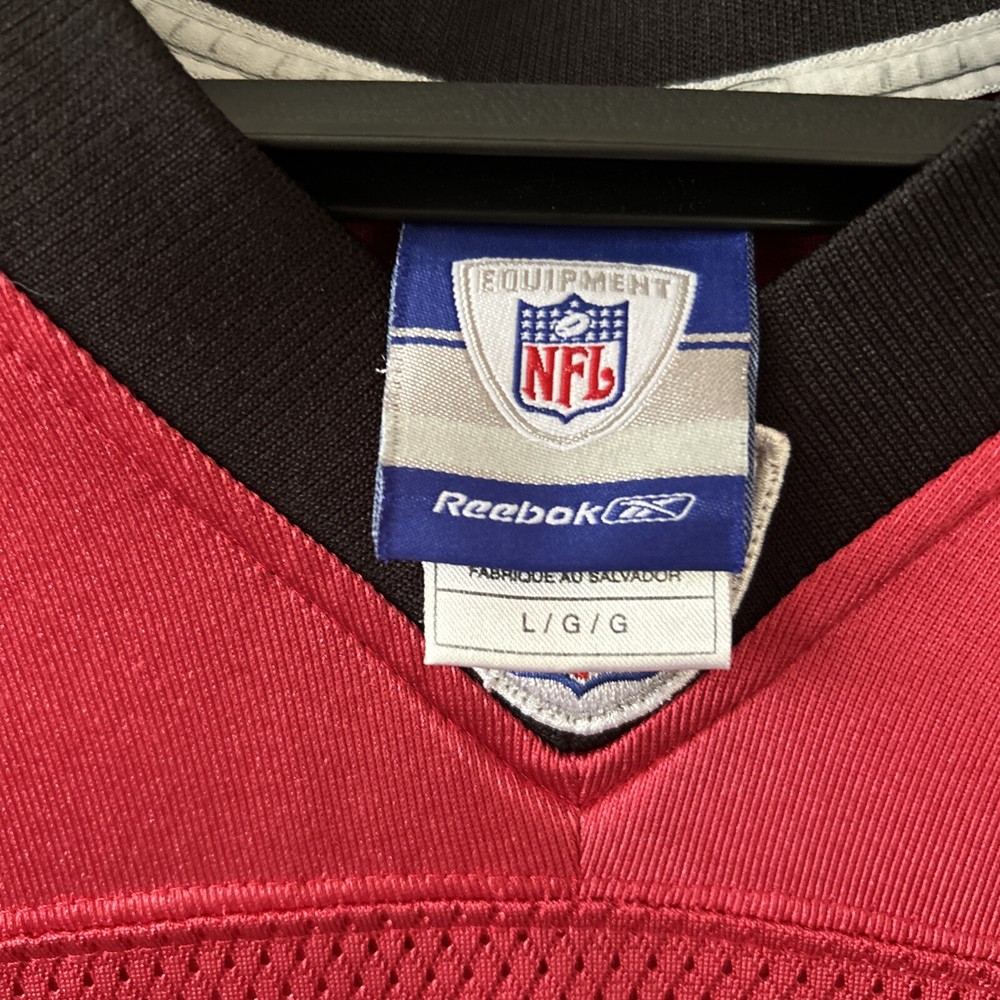 EQUIPMENT
NFL
Reebok
FABRIQUE AU SALVADOR
L / G / G